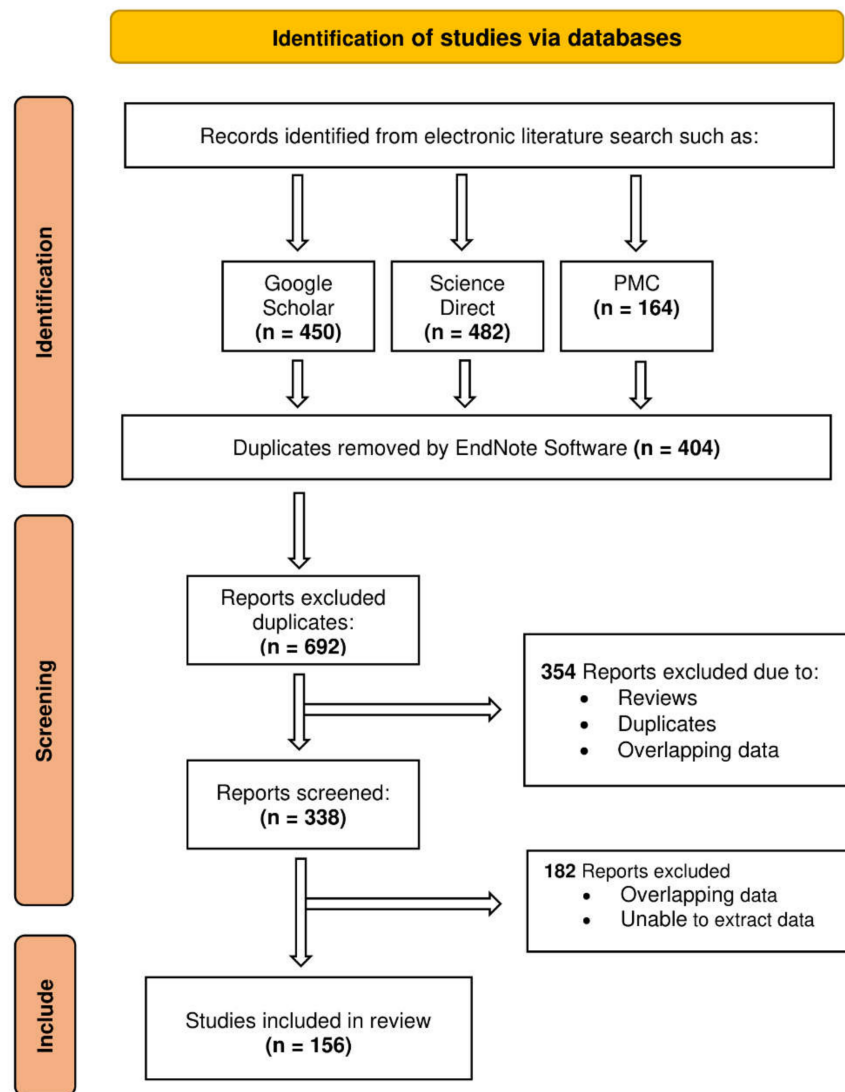 Identification of studies via databases
Identification
Records identified from electronic literature search such as:
Google
Scholar
(n = 450)
Science
Direct
(n = 482)
PMC
(n = 164)
Duplicates removed by EndNote Software (n = 404)
Screening
Reports excluded
duplicates:
(n = 692)
354 Reports excluded due to:
• Reviews
• Duplicates
• Overlapping data
Reports screened:
(n = 338)
182 Reports excluded
• Overlapping data
• Unable to extract data
Include
Studies included in review
(n = 156)